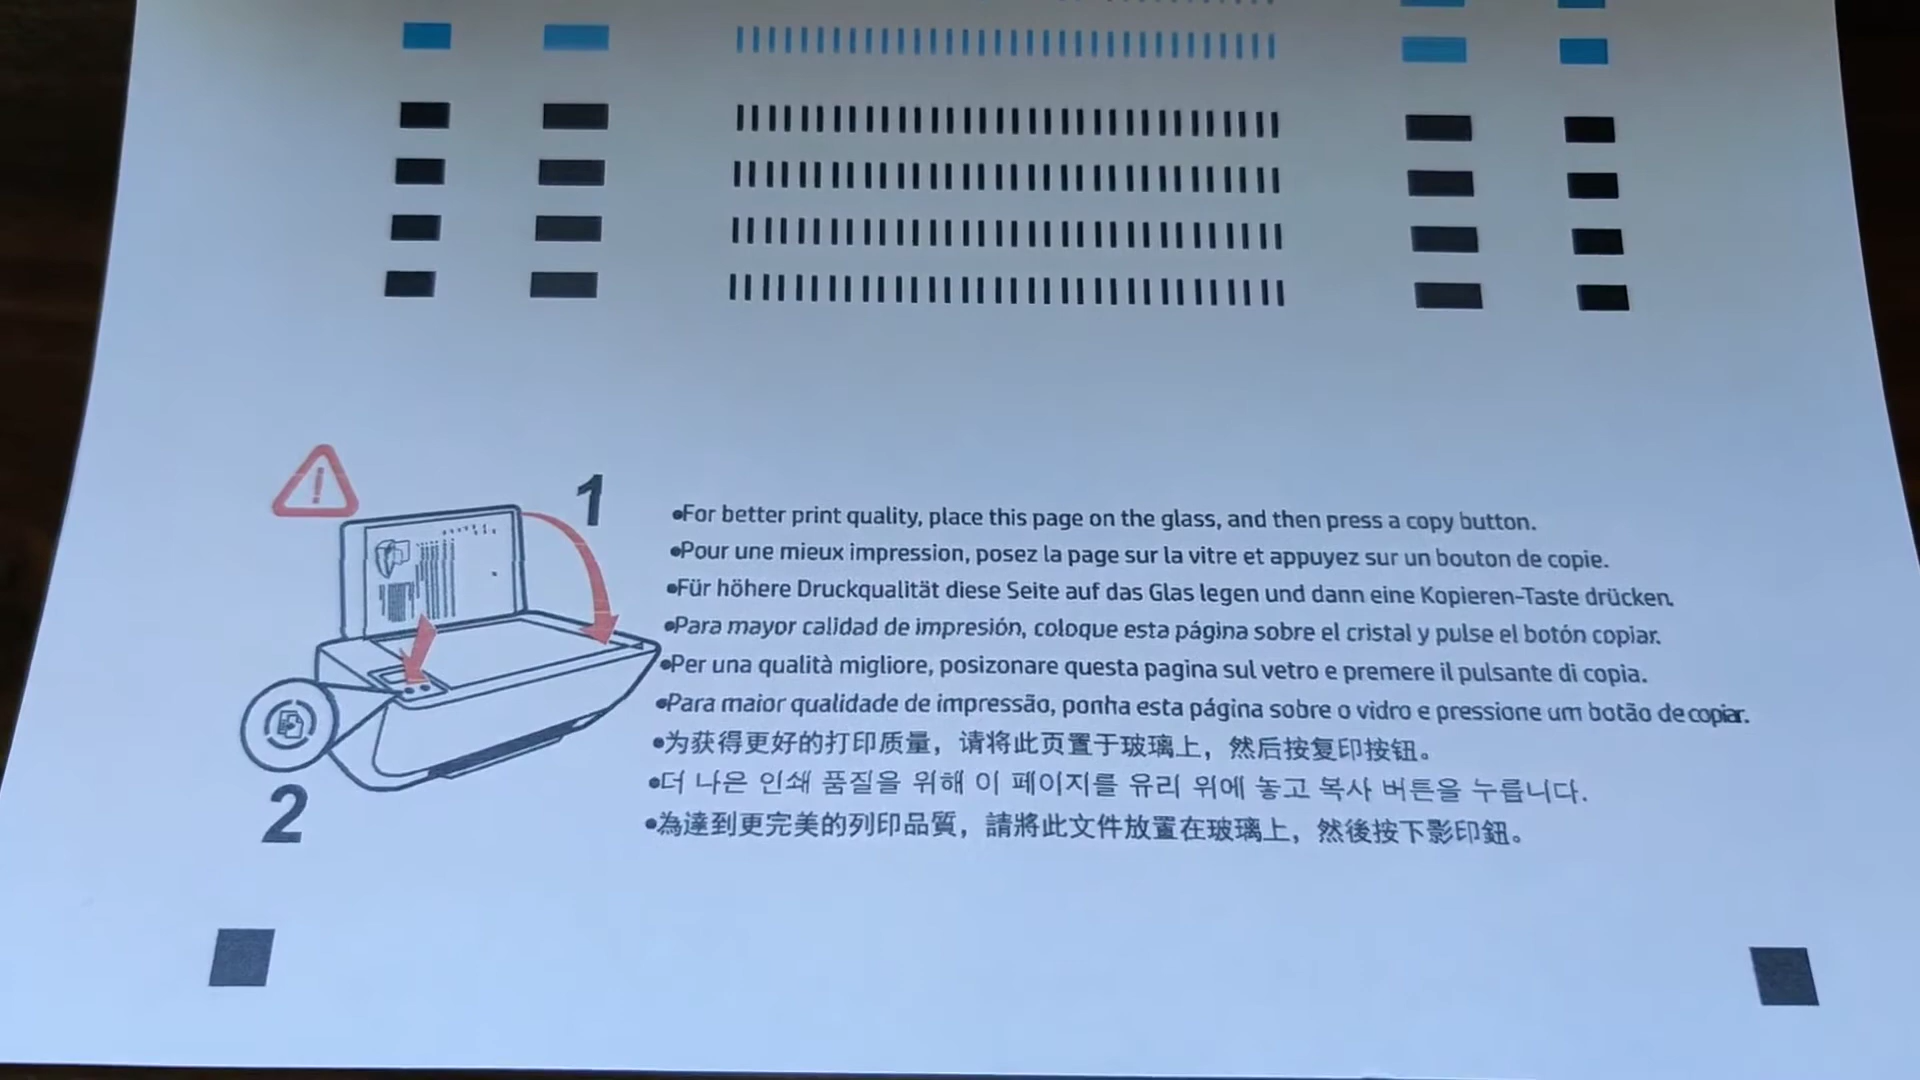 1
•For better print quality, place this page on the glass, and then press a copy button.
•Pour une mieux impression, posez la page sur la vitre et appuyez sur un bouton de copie.
•Für höhere Druckqualität diese Seite auf das Glas legen und dann eine Kopieren-Taste drücken.
•Para mayor calidad de impresión, coloque esta página sobre el cristal y pulse el botón copiar.
•Per una qualità migliore, posizonare questa pagina sul vetro e premere il pulsante di copia.
•Para maior qualidade de impressão, ponha esta página sobre o vidro e pressione um botão de copiar.
•为获得更好的打印质量，请将此页置于玻璃上，然后按复印按钮。
•더 나은 인쇄 품질을 위해 이 페이지를 유리 위에 놓고 복사 버튼을 누릅니다.
•為達到更完美的列印品質，請將此文件放置在玻璃上，然後按下影印鈕。
2